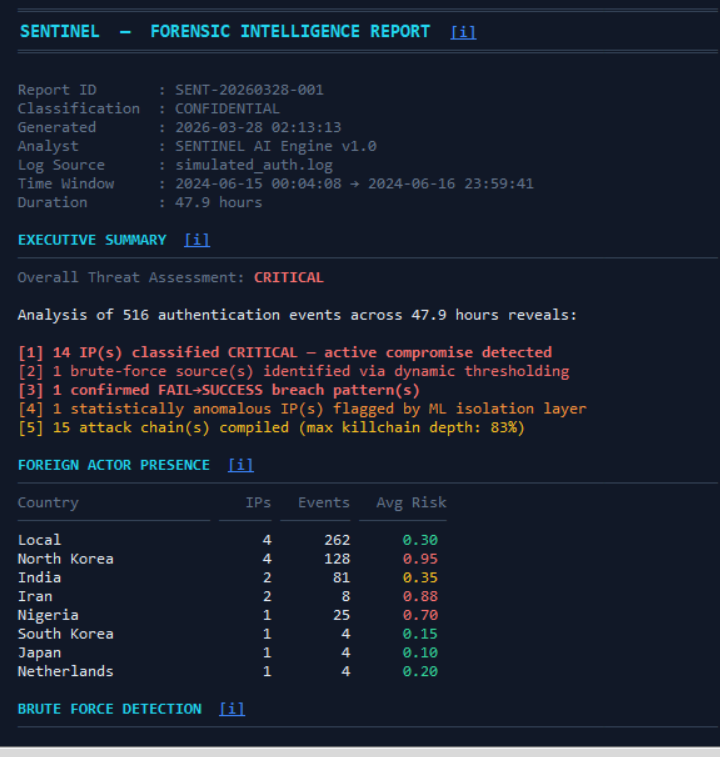 SENTINEL — FORENSIC INTELLIGENCE REPORT [i]
Report ID : SENT-20260328-001
Classification : CONFIDENTIAL
Generated : 2026-03-28 02:13:13
Analyst : SENTINEL AI Engine v1.0
Log Source : simulated_auth.log
Time Window : 2024-06-15 00:04:08 → 2024-06-16 23:59:41
Duration : 47.9 hours
EXECUTIVE SUMMARY [i]
Overall Threat Assessment: CRITICAL
Analysis of 516 authentication events across 47.9 hours reveals:
[1] 14 IP(s) classified CRITICAL — active compromise detected
[2] 1 brute-force source(s) identified via dynamic thresholding
[3] 1 confirmed FAIL→SUCCESS breach pattern(s)
[4] 1 statistically anomalous IP(s) flagged by ML isolation layer
[5] 15 attack chain(s) compiled (max killchain depth: 83%)
FOREIGN ACTOR PRESENCE [i]
Country IPs Events Avg Risk
Local 4 262 0.30
North Korea 4 128 0.95
India 2 81 0.35
Iran 2 8 0.88
Nigeria 1 25 0.70
South Korea 1 4 0.15
Japan 1 4 0.10
Netherlands 1 4 0.20
BRUTE FORCE DETECTION [i]